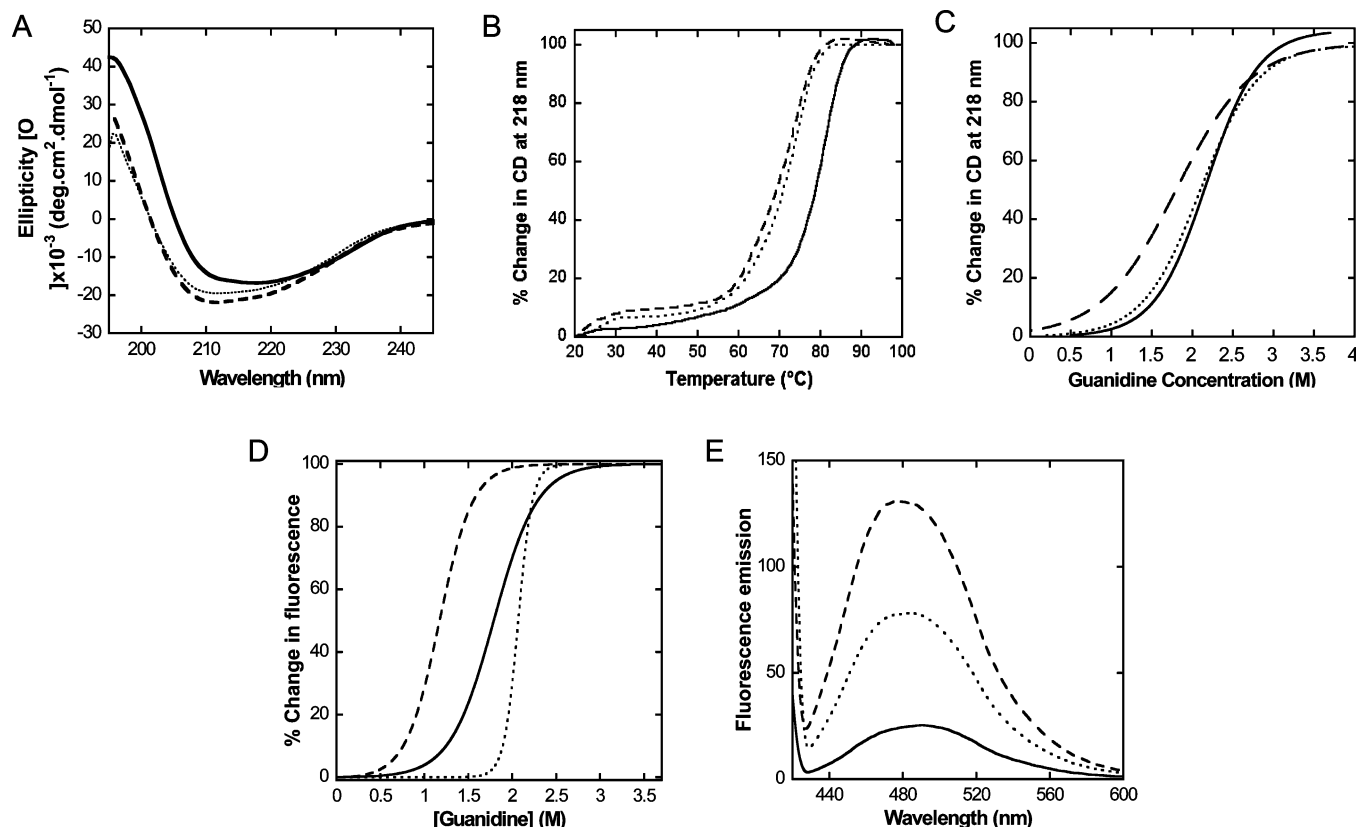 A
Ellipticity [O
]x10⁻³ (deg.cm².dmol⁻¹)
50
40
30
20
10
0
-10
-20
-30
200 210 220 230 240
Wavelength (nm)
B
% Change in CD at 218 nm
100
80
60
40
20
0
20 30 40 50 60 70 80 90 100
Temperature (°C)
C
% Change in CD at 218 nm
100
80
60
40
20
0
0 0.5 1 1.5 2 2.5 3 3.5 4
Guanidine Concentration (M)
D
% Change in fluorescence
100
80
60
40
20
0
0 0.5 1 1.5 2 2.5 3 3.5
[Guanidine] (M)
E
Fluorescence emission
150
100
50
0
440 480 520 560 600
Wavelength (nm)